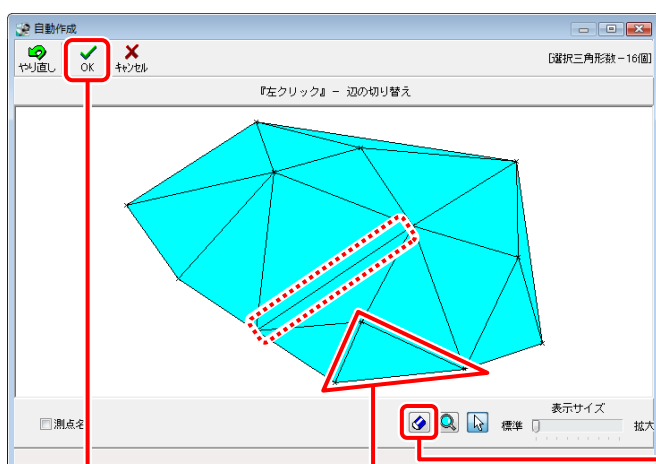 自動作成
やり直し OK ｷｬﾝｾﾙ [選択三角形数－16個]
『左クリック』－ 辺の切り替え
測点名
表示サイズ
標準 拡大